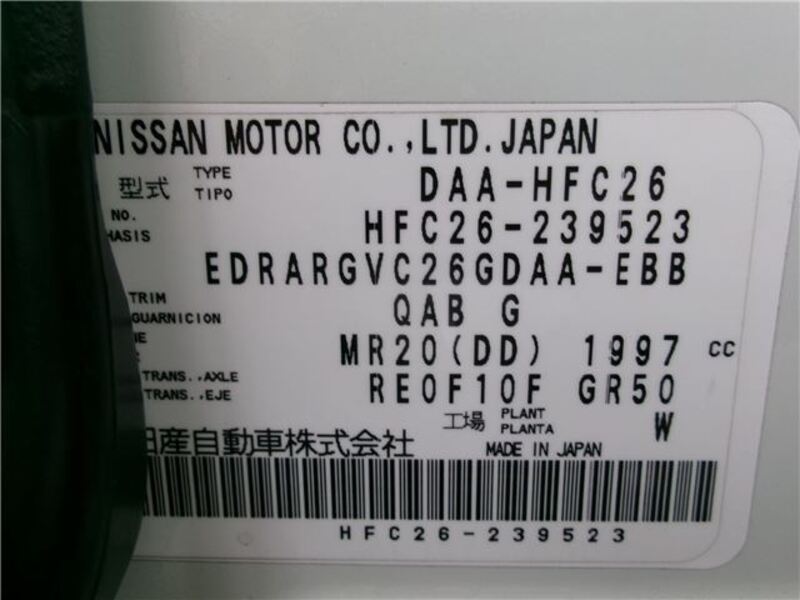 NISSAN MOTOR CO.,LTD.JAPAN
型式 TYPE TIPO DAA-HFC26
NO. HASIS HFC26-239523
EDRARGVC26GDAA-EBB
TRIM GUARNICION QAB G
MR20(DD) 1997 CC
TRANS.,AXLE TRANS.,EJE RE0F10F GR50
工場 PLANT PLANTA W
日産自動車株式会社 MADE IN JAPAN
HFC26-239523